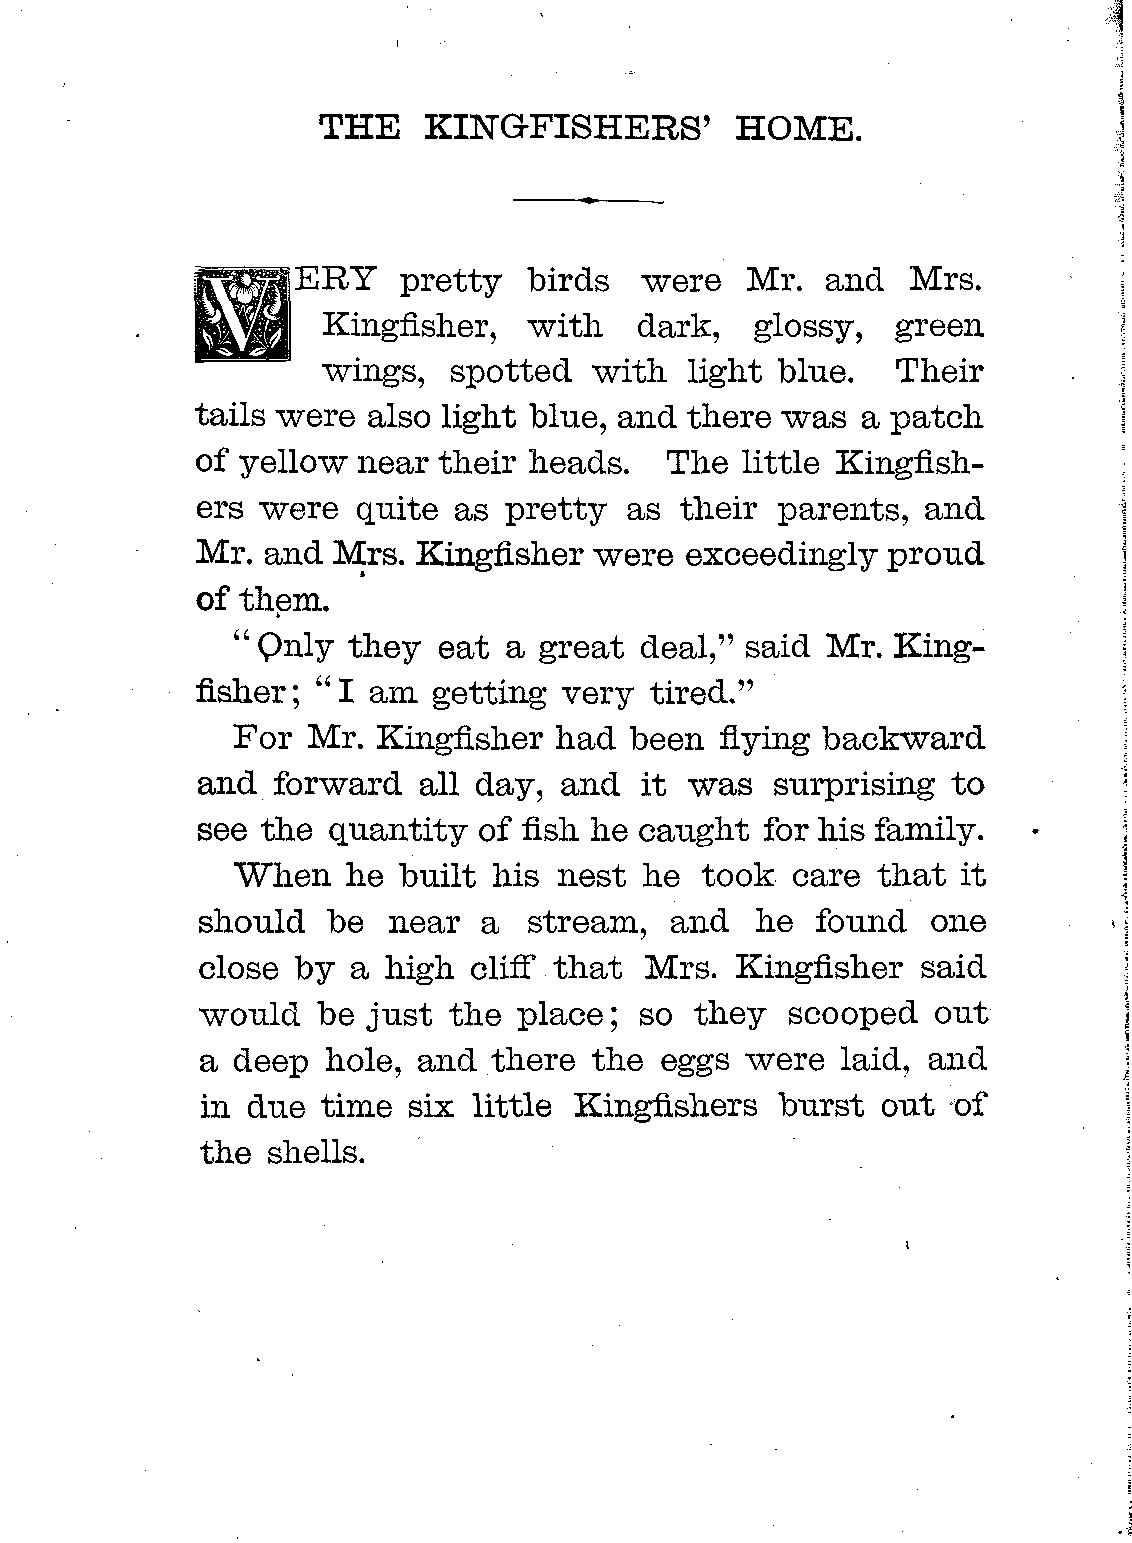 THE KINGFISHERS' HOME.
VERY pretty birds were Mr. and Mrs.
Kingfisher, with dark, glossy, green
wings, spotted with light blue. Their
tails were also light blue, and there was a patch
of yellow near their heads. The little Kingfish-
ers were quite as pretty as their parents, and
Mr. and Mrs. Kingfisher were exceedingly proud
of them.
"Only they eat a great deal," said Mr. King-
fisher; "I am getting very tired."
For Mr. Kingfisher had been flying backward
and forward all day, and it was surprising to
see the quantity of fish he caught for his family.
When he built his nest he took care that it
should be near a stream, and he found one
close by a high cliff that Mrs. Kingfisher said
would be just the place; so they scooped out
a deep hole, and there the eggs were laid, and
in due time six little Kingfishers burst out of
the shells.